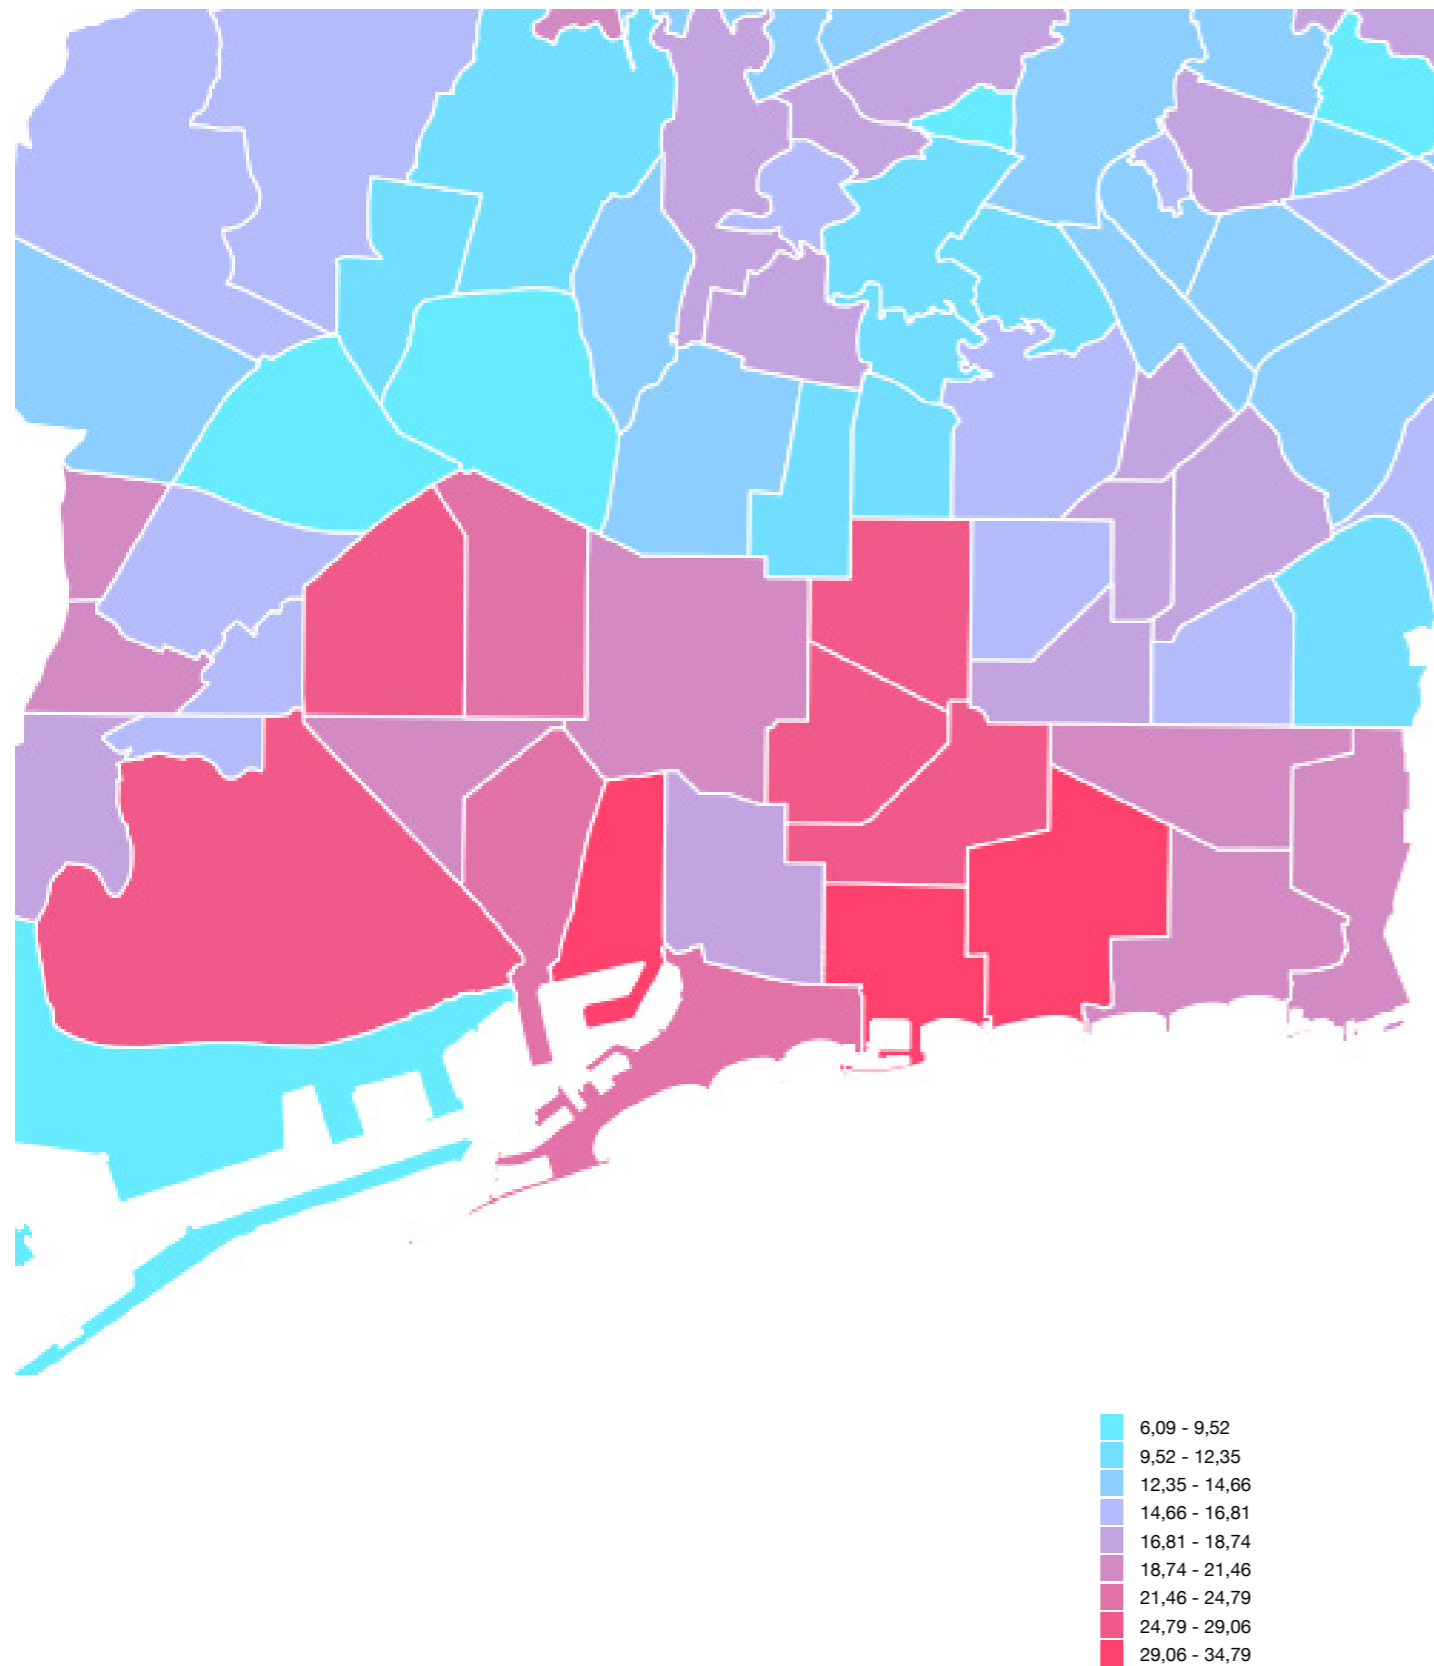 6,09 - 9,52
9,52 - 12,35
12,35 - 14,66
14,66 - 16,81
16,81 - 18,74
18,74 - 21,46
21,46 - 24,79
24,79 - 29,06
29,06 - 34,79